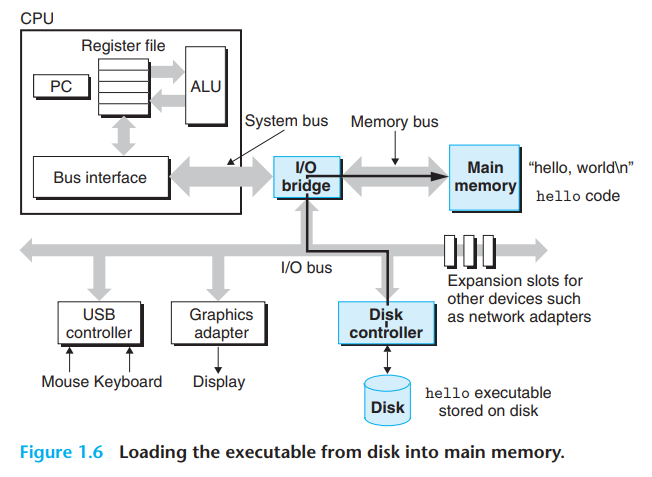 CPU
Register file
PC
ALU
System bus
Memory bus
Bus interface
I/O
bridge
Main
memory
“hello, world\n”
hello code
I/O bus
Expansion slots for
other devices such
as network adapters
USB
controller
Graphics
adapter
Disk
controller
Mouse Keyboard
Display
Disk
hello executable
stored on disk
Figure 1.6 Loading the executable from disk into main memory.